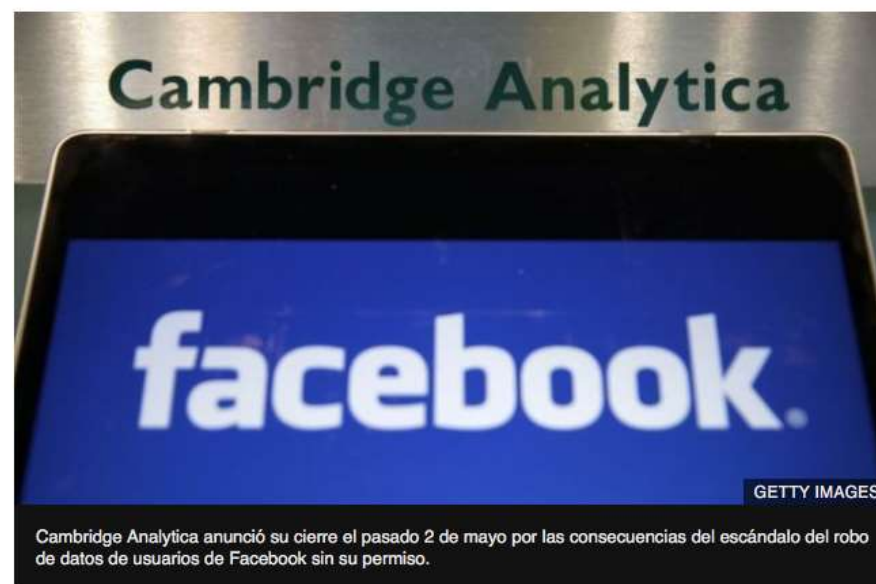 Cambridge Analytica
facebook.
GETTY IMAGES
Cambridge Analytica anunció su cierre el pasado 2 de mayo por las consecuencias del escándalo del robo
de datos de usuarios de Facebook sin su permiso.